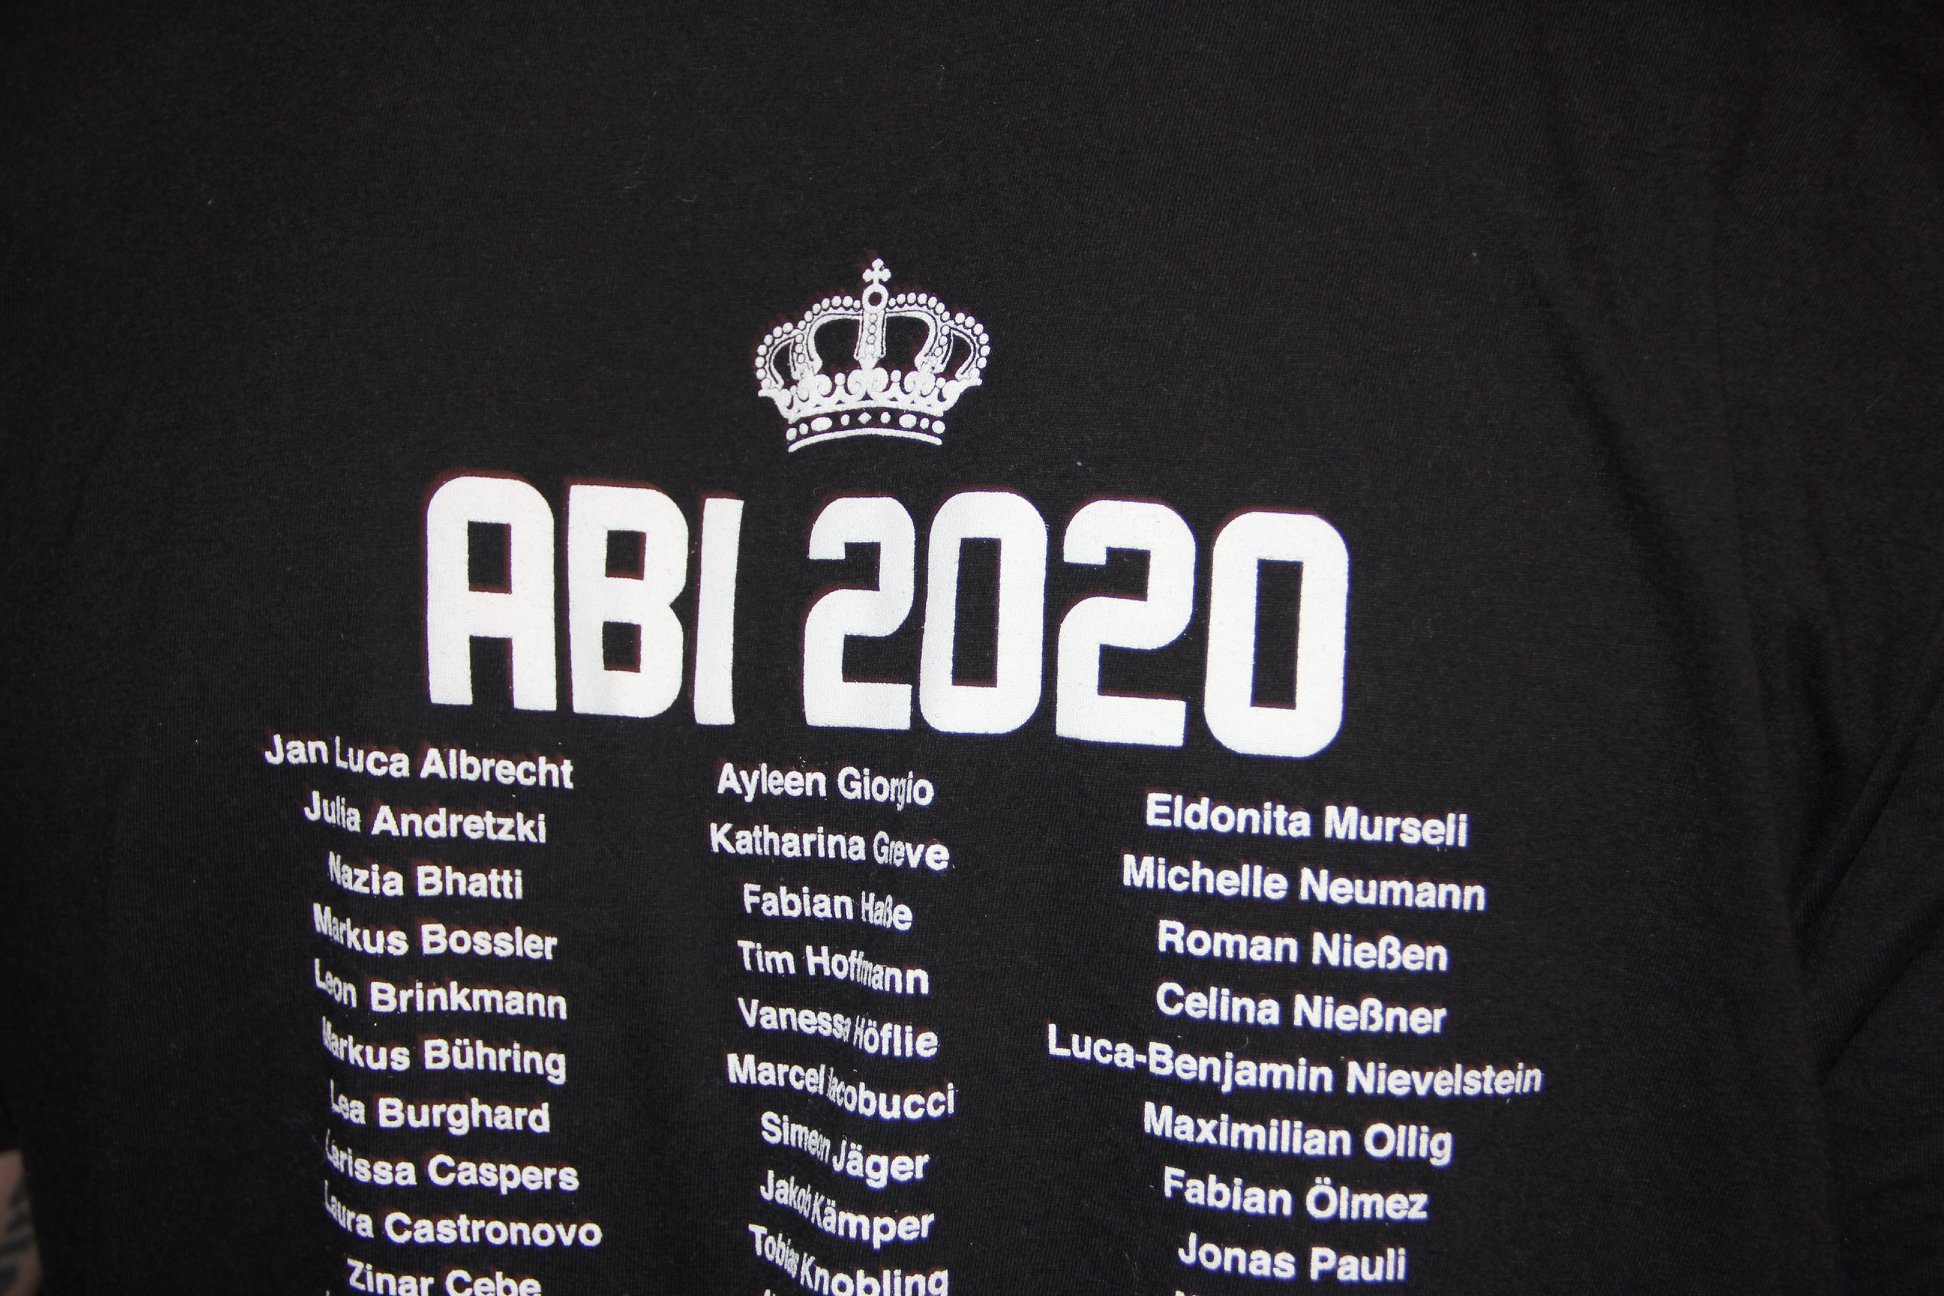 ABI 2020
Jan Luca Albrecht
Julia Andretzki
Nazia Bhatti
Markus Bossler
Leon Brinkmann
Markus Bühring
Lea Burghard
Larissa Caspers
Laura Castronovo
Zinar Cebe
Ayleen Giorgio
Katharina Greve
Fabian Haße
Tim Hoffmann
Vanessa Höflie
Marcel Jacobucci
Simeon Jäger
Jakob Kämper
Tobias Knobling
Eldonita Murseli
Michelle Neumann
Roman Nießen
Celina Nießner
Luca-Benjamin Nievelstein
Maximilian Ollig
Fabian Ölmez
Jonas Pauli